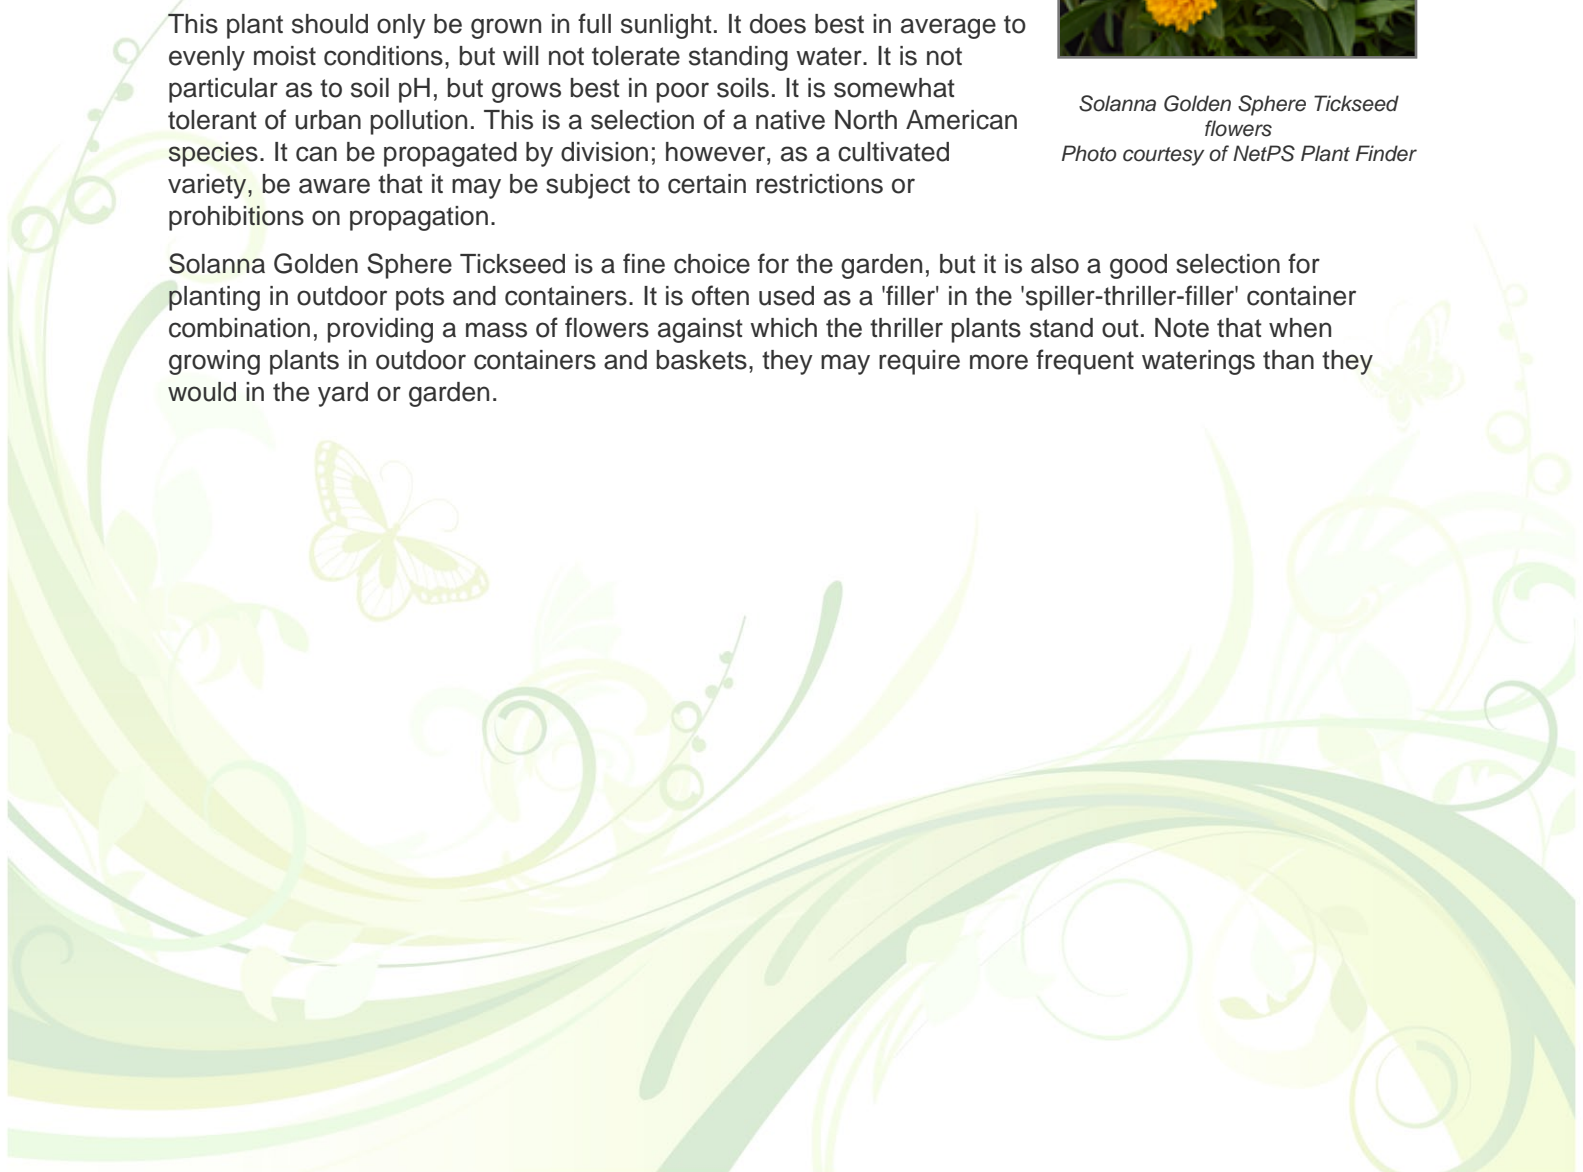 This plant should only be grown in full sunlight. It does best in average to
evenly moist conditions, but will not tolerate standing water. It is not
particular as to soil pH, but grows best in poor soils. It is somewhat
tolerant of urban pollution. This is a selection of a native North American
species. It can be propagated by division; however, as a cultivated
variety, be aware that it may be subject to certain restrictions or
prohibitions on propagation.
Solanna Golden Sphere Tickseed
flowers
Photo courtesy of NetPS Plant Finder
Solanna Golden Sphere Tickseed is a fine choice for the garden, but it is also a good selection for
planting in outdoor pots and containers. It is often used as a 'filler' in the 'spiller-thriller-filler' container
combination, providing a mass of flowers against which the thriller plants stand out. Note that when
growing plants in outdoor containers and baskets, they may require more frequent waterings than they
would in the yard or garden.